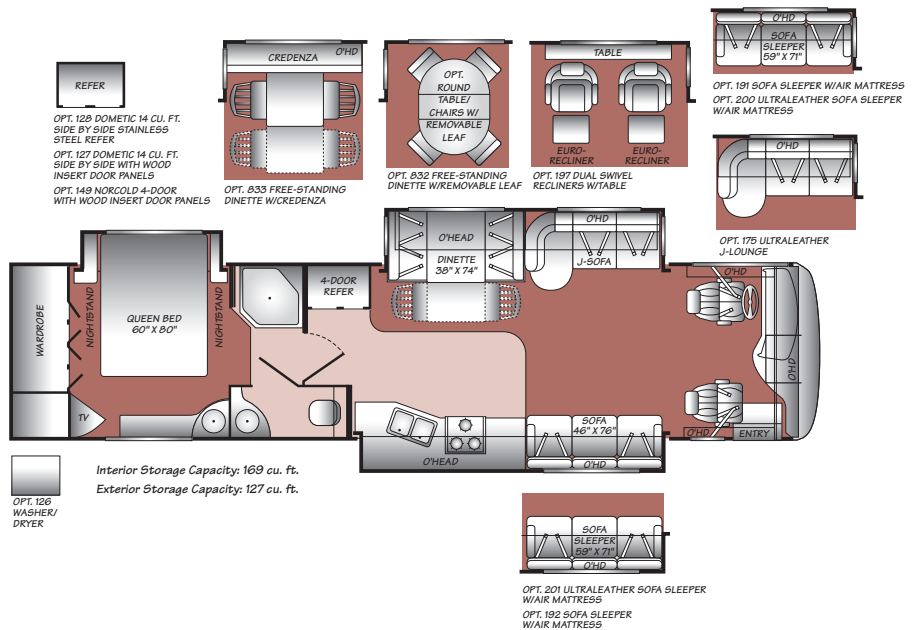 REFER
OPT. 128 DOMETIC 14 CU. FT.
SIDE BY SIDE STAINLESS
STEEL REFER
OPT. 127 DOMETIC 14 CU. FT.
SIDE BY SIDE WITH WOOD
INSERT DOOR PANELS
OPT. 149 NORCOLD 4-DOOR
WITH WOOD INSERT DOOR PANELS
O'HD
CREDENZA
OPT. 833 FREE-STANDING
DINETTE W/CREDENZA
OPT.
ROUND
TABLE/
CHAIRS W/
REMOVABLE
LEAF
OPT. 832 FREE-STANDING
DINETTE W/REMOVABLE LEAF
TABLE
EURO-
RECLINER
EURO-
RECLINER
OPT. 197 DUAL SWIVEL
RECLINERS W/TABLE
O'HD
SOFA
SLEEPER
59" X 71"
OPT. 191 SOFA SLEEPER W/AIR MATTRESS
OPT. 200 ULTRALEATHER SOFA SLEEPER
W/AIR MATTRESS
O'HD
OPT. 175 ULTRALEATHER
J-LOUNGE
WARDROBE
NIGHTSTAND
QUEEN BED
60" X 80"
NIGHTSTAND
TV
4-DOOR
REFER
O'HEAD
DINETTE
38" X 74"
O'HD
J-SOFA
O'HD
O'HD
O'HEAD
SOFA
46" X 76"
O'HD
O'HD
ENTRY
OPT. 126
WASHER/
DRYER
Interior Storage Capacity: 169 cu. ft.
Exterior Storage Capacity: 127 cu. ft.
SOFA
SLEEPER
59" X 71"
O'HD
OPT. 201 ULTRALEATHER SOFA SLEEPER
W/AIR MATTRESS
OPT. 192 SOFA SLEEPER
W/AIR MATTRESS